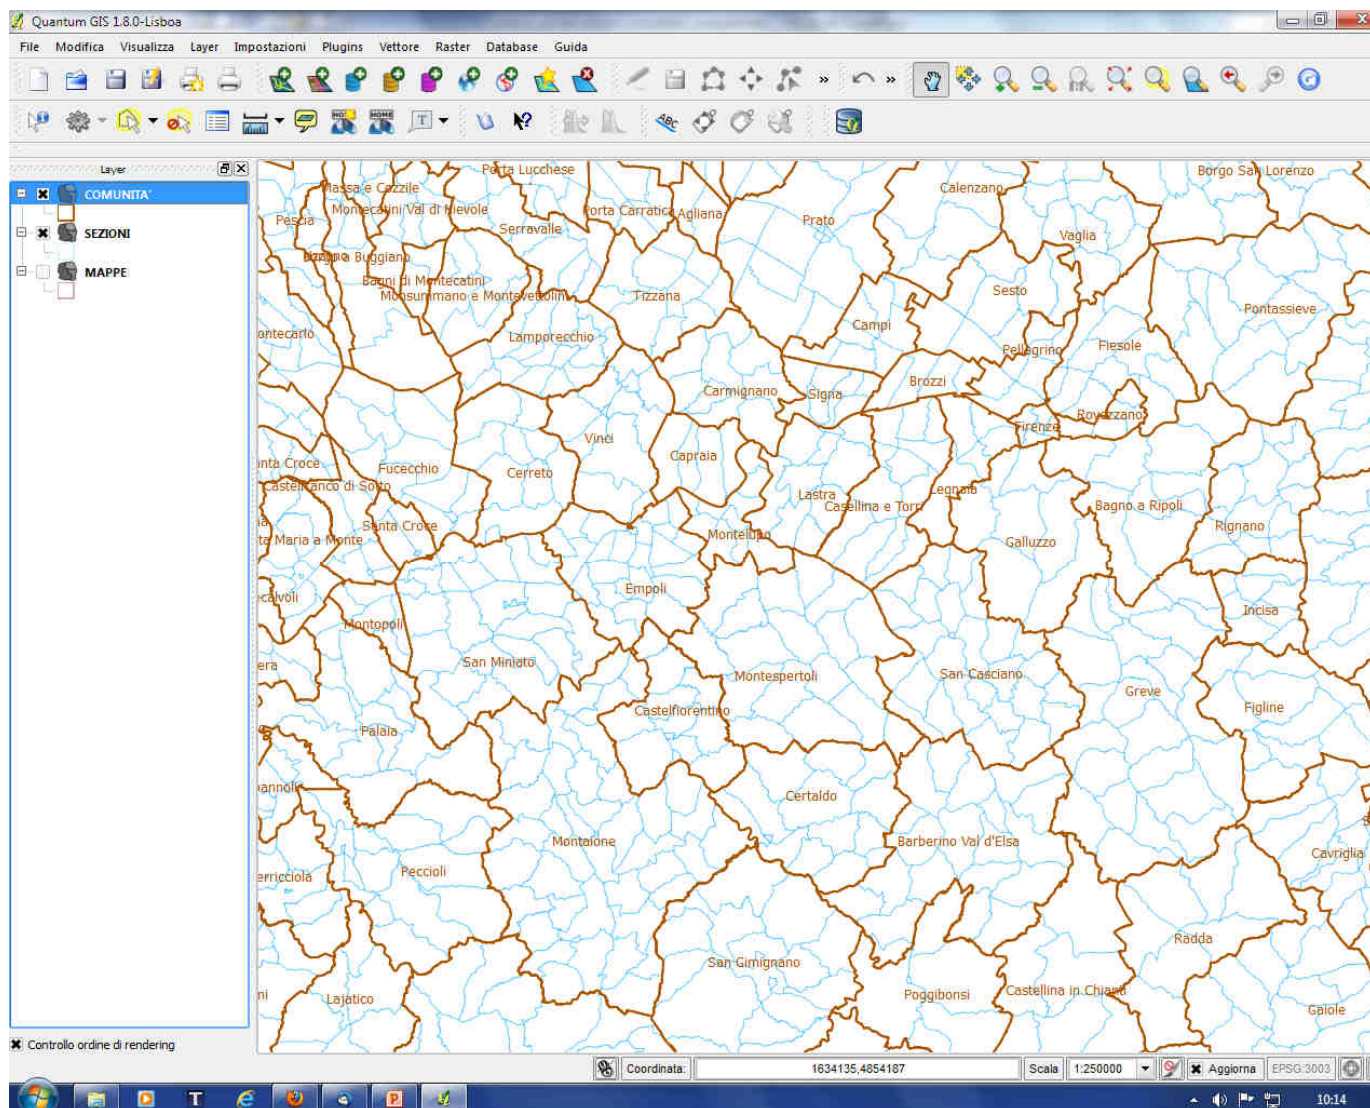 Quantum GIS 1.8.0-Lisboa
File Modifica Visualizza Layer Impostazioni Plugins Vettore Raster Database Guida
Layer
COMUNITA'
SEZIONI
MAPPE
Controllo ordine di rendering
Porta Lucchese
Borgo San Lorenzo
Massa e Cozzile
Calenzano
Pescia
Montecatini Val di Nievole
Porta Carratica
Agliana
Prato
Serravalle
Vaglia
Buggiano
Bagni di Montecatini
Sesto
Monsummano e Montevettolini
Tizzana
Pontassieve
Campi
ontecarlo
Lamporecchio
Pellegrino
Fiesole
Brozzi
Carmignano
Signa
Rovezzano
Firenze
Vinci
Capraia
nta Croce
Fucecchio
Cerreto
Castelfranco di Sotto
Lastra
Legnaia
Casellina e Torri
Bagno a Ripoli
Santa Croce
Rignano
ta Maria a Monte
Montelupo
Galluzzo
Empoli
ecalvoli
Incisa
Montopoli
era
San Miniato
Montespertoli
San Casciano
Greve
Castelfiorentino
Figline
Palaia
annoli
Certaldo
Montaione
Barberino Val d'Elsa
Cavriglia
Peccioli
erricciola
Radda
San Gimignano
ni
Lajatico
Poggibonsi
Castellina in Chianti
Gaiole
Coordinata: 1634135,4854187 Scala 1:250000 Aggiorna EPSG:3003
10:14